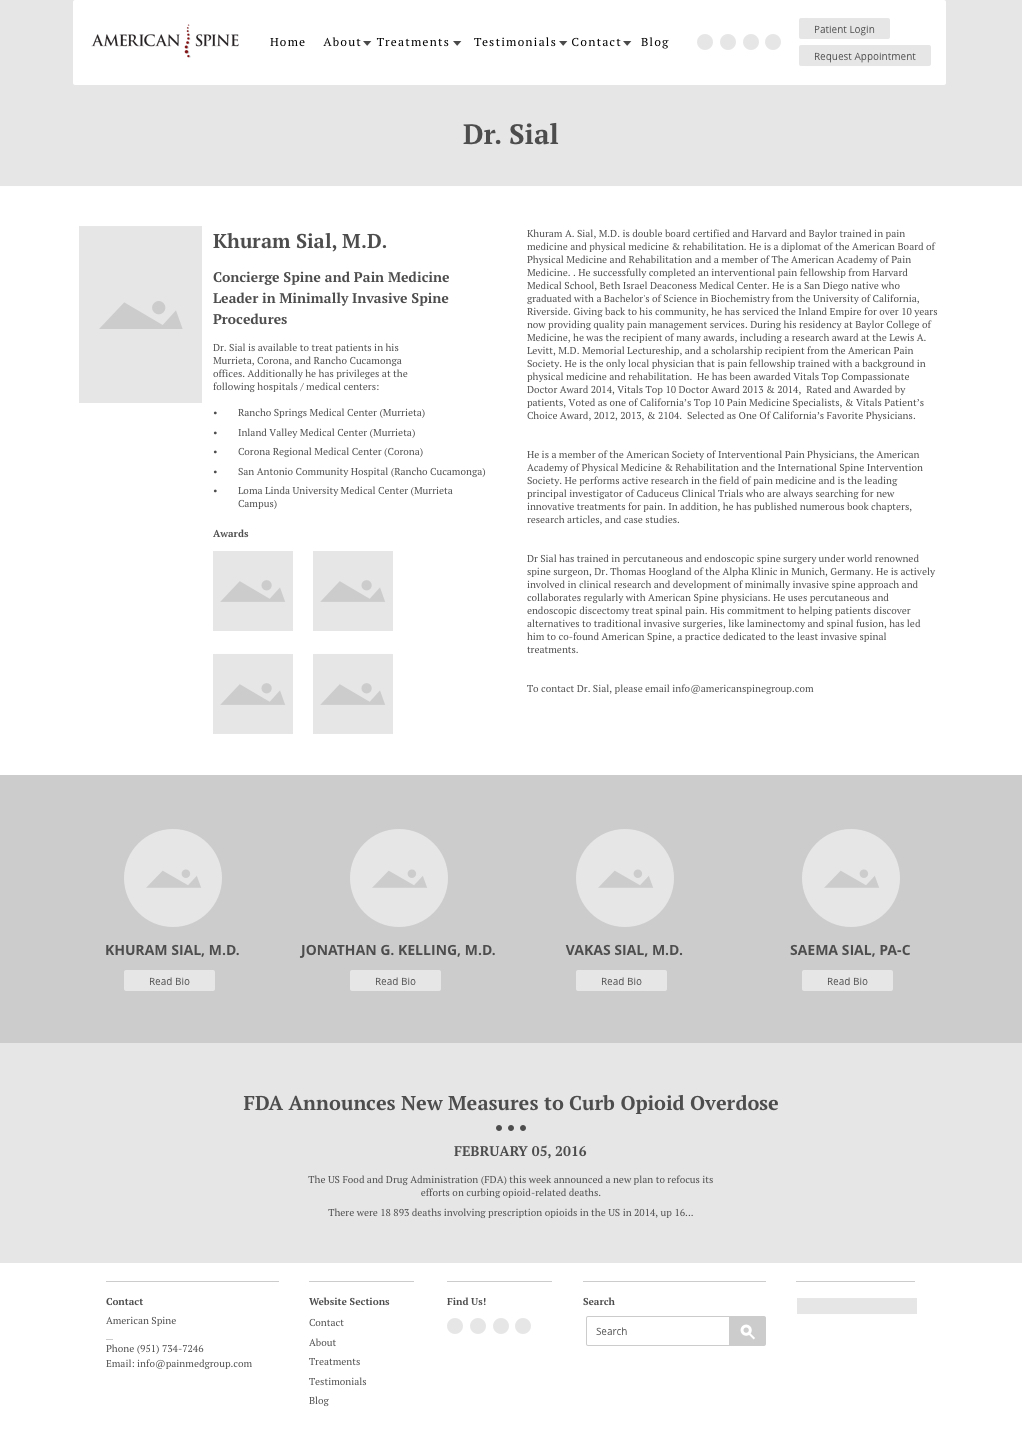 AMERICAN SPINE
Home About Treatments Testimonials Contact Blog
Patient Login
Request Appointment
Dr. Sial
Khuram Sial, M.D.
Concierge Spine and Pain Medicine
Leader in Minimally Invasive Spine
Procedures
Dr. Sial is available to treat patients in his
Murrieta, Corona, and Rancho Cucamonga
offices. Additionally he has privileges at the
following hospitals / medical centers:
• Rancho Springs Medical Center (Murrieta)
• Inland Valley Medical Center (Murrieta)
• Corona Regional Medical Center (Corona)
• San Antonio Community Hospital (Rancho Cucamonga)
• Loma Linda University Medical Center (Murrieta
Campus)
Awards
Khuram A. Sial, M.D. is double board certified and Harvard and Baylor trained in pain
medicine and physical medicine & rehabilitation. He is a diplomat of the American Board of
Physical Medicine and Rehabilitation and a member of The American Academy of Pain
Medicine. . He successfully completed an interventional pain fellowship from Harvard
Medical School, Beth Israel Deaconess Medical Center. He is a San Diego native who
graduated with a Bachelor's of Science in Biochemistry from the University of California,
Riverside. Giving back to his community, he has serviced the Inland Empire for over 10 years
now providing quality pain management services. During his residency at Baylor College of
Medicine, he was the recipient of many awards, including a research award at the Lewis A.
Levitt, M.D. Memorial Lectureship, and a scholarship recipient from the American Pain
Society. He is the only local physician that is pain fellowship trained with a background in
physical medicine and rehabilitation.  He has been awarded Vitals Top Compassionate
Doctor Award 2014, Vitals Top 10 Doctor Award 2013 & 2014,  Rated and Awarded by
patients, Voted as one of California's Top 10 Pain Medicine Specialists, & Vitals Patient's
Choice Award, 2012, 2013, & 2104.  Selected as One Of California's Favorite Physicians.
He is a member of the American Society of Interventional Pain Physicians, the American
Academy of Physical Medicine & Rehabilitation and the International Spine Intervention
Society. He performs active research in the field of pain medicine and is the leading
principal investigator of Caduceus Clinical Trials who are always searching for new
innovative treatments for pain. In addition, he has published numerous book chapters,
research articles, and case studies.
Dr Sial has trained in percutaneous and endoscopic spine surgery under world renowned
spine surgeon, Dr. Thomas Hoogland of the Alpha Klinic in Munich, Germany. He is actively
involved in clinical research and development of minimally invasive spine approach and
collaborates regularly with American Spine physicians. He uses percutaneous and
endoscopic discectomy treat spinal pain. His commitment to helping patients discover
alternatives to traditional invasive surgeries, like laminectomy and spinal fusion, has led
him to co-found American Spine, a practice dedicated to the least invasive spinal
treatments.
To contact Dr. Sial, please email info@americanspinegroup.com
KHURAM SIAL, M.D.
Read Bio
JONATHAN G. KELLING, M.D.
Read Bio
VAKAS SIAL, M.D.
Read Bio
SAEMA SIAL, PA-C
Read Bio
FDA Announces New Measures to Curb Opioid Overdose
•••
FEBRUARY 05, 2016
The US Food and Drug Administration (FDA) this week announced a new plan to refocus its
efforts on curbing opioid-related deaths.
There were 18 893 deaths involving prescription opioids in the US in 2014, up 16...
Contact
American Spine
__
Phone (951) 734-7246
Email: info@painmedgroup.com
Website Sections
Contact
About
Treatments
Testimonials
Blog
Find Us!
Search
Search